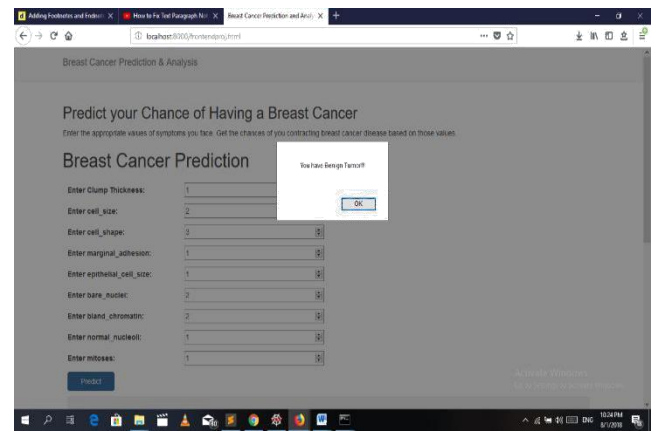 Adding Footnotes and Endnot
How to Fix Text Paragraph Not
Breast Cancer Prediction and Analy
localhost:8000/frontendproj.html
Breast Cancer Prediction & Analysis
Predict your Chance of Having a Breast Cancer
Enter the appropriate values of symptoms you face. Get the chances of you contracting breast cancer disease based on those values.
Breast Cancer Prediction
You have Benign Tumor!!!
OK
Enter Clump Thickness: 1
Enter cell_size: 2
Enter cell_shape: 3
Enter marginal_adhesion: 1
Enter epithelial_cell_size: 1
Enter bare_nuclei: 2
Enter bland_chromatin: 2
Enter normal_nucleoli: 1
Enter mitoses: 1
Predict
Activate Windows
ENG
10:24 PM
6/1/2018